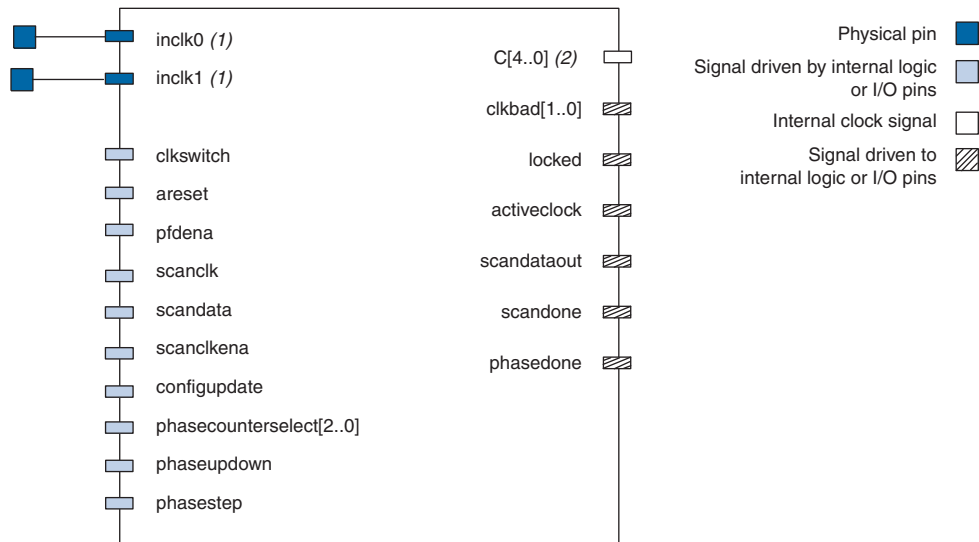 inclk0 (1)
inclk1 (1)
clkswitch
areset
pfdena
scanclk
scandata
scanclkena
configupdate
phasecounterselect[2..0]
phaseupdown
phasestep
C[4..0] (2)
clkbad[1..0]
locked
activeclock
scandataout
scandone
phasedone
Physical pin
Signal driven by internal logic
or I/O pins
Internal clock signal
Signal driven to
internal logic or I/O pins